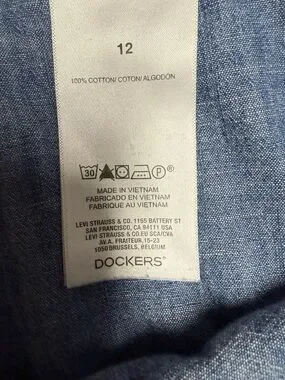 12
100% COTTON/ COTON/ ALGODON
30 P ®
MADE IN VIETNAM
FABRICADO EN VIETNAM
FABRIQUE AU VIETNAM
LEVI STRAUSS & CO. 1155 BATTERY ST
SAN FRANCISCO, CA 94111 USA
LEVI STRAUSS & CO.EU SCA/CVA
AV.A. FRAITEUR,15-23
1050 BRUSSELS, BELGIUM
DOCKERS®